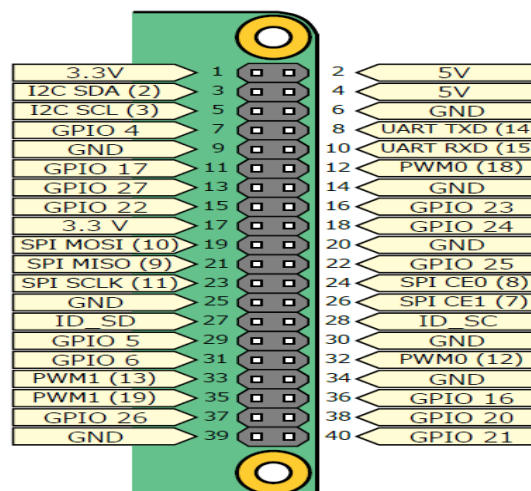 3.3V 1 2 5V
I2C SDA (2) 3 4 5V
I2C SCL (3) 5 6 GND
GPIO 4 7 8 UART TXD (14
GND 9 10 UART RXD (15
GPIO 17 11 12 PWM0 (18)
GPIO 27 13 14 GND
GPIO 22 15 16 GPIO 23
3.3 V 17 18 GPIO 24
SPI MOSI (10) 19 20 GND
SPI MISO (9) 21 22 GPIO 25
SPI SCLK (11) 23 24 SPI CE0 (8)
GND 25 26 SPI CE1 (7)
ID_SD 27 28 ID_SC
GPIO 5 29 30 GND
GPIO 6 31 32 PWM0 (12)
PWM1 (13) 33 34 GND
PWM1 (19) 35 36 GPIO 16
GPIO 26 37 38 GPIO 20
GND 39 40 GPIO 21